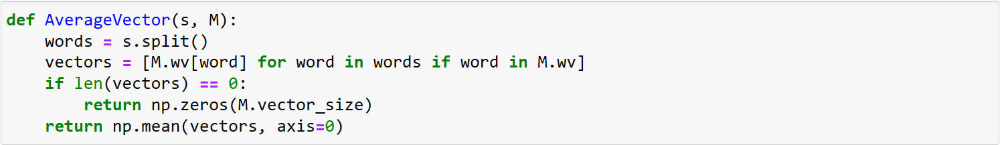 def AverageVector(s, M):
    words = s.split()
    vectors = [M.wv[word] for word in words if word in M.wv]
    if len(vectors) == 0:
        return np.zeros(M.vector_size)
    return np.mean(vectors, axis=0)